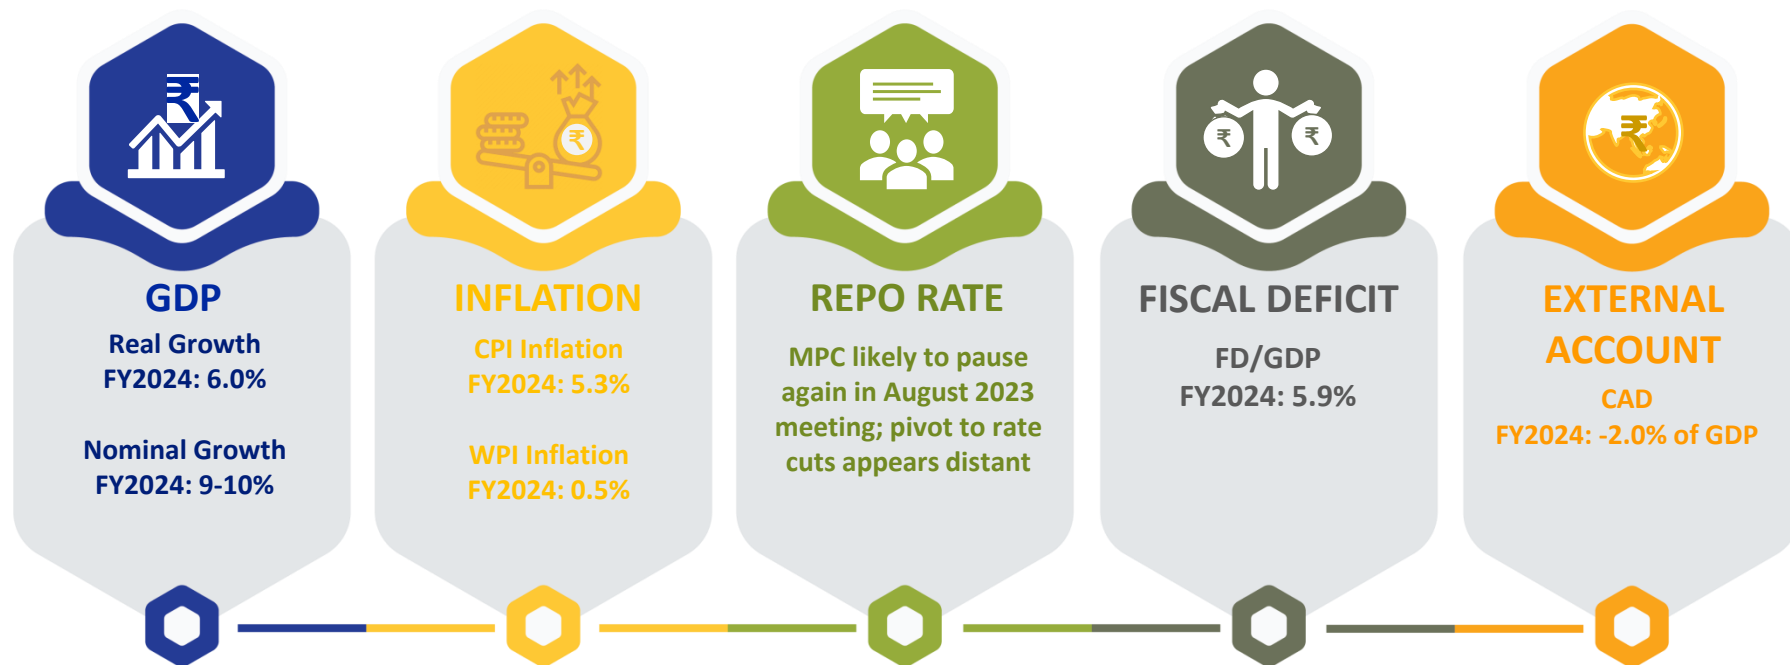 GDP
Real Growth
FY2024: 6.0%
Nominal Growth
FY2024: 9-10%
INFLATION
CPI Inflation
FY2024: 5.3%
WPI Inflation
FY2024: 0.5%
REPO RATE
MPC likely to pause
again in August 2023
meeting; pivot to rate
cuts appears distant
FISCAL DEFICIT
FD/GDP
FY2024: 5.9%
EXTERNAL
ACCOUNT
CAD
FY2024: -2.0% of GDP
₹
₹
₹
₹
₹